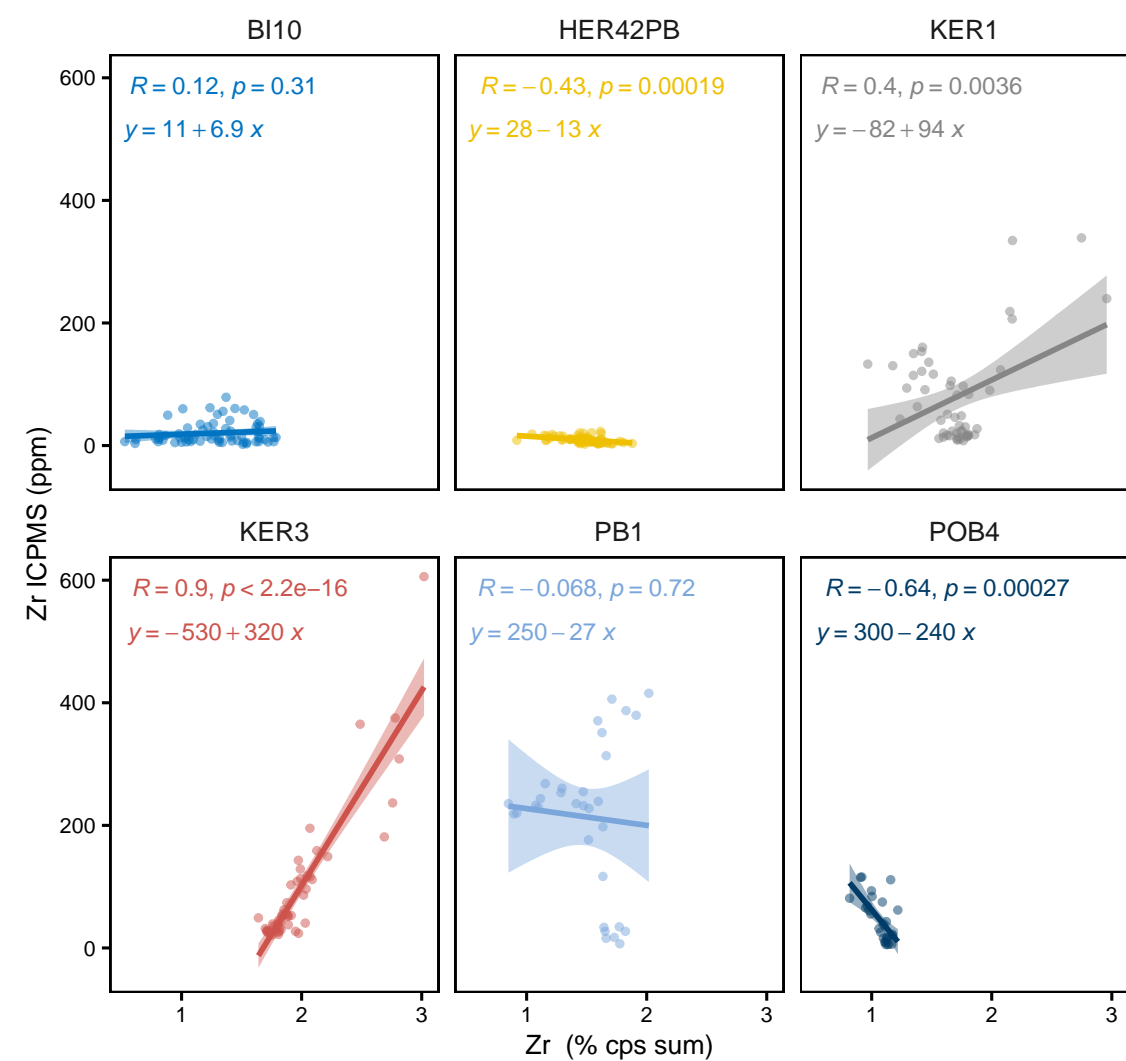 BI10 HER42PB KER1
R = 0.12, p = 0.31
y = 11 + 6.9 x
R = −0.43, p = 0.00019
y = 28 − 13 x
R = 0.4, p = 0.0036
y = −82 + 94 x
600
400
200
0
KER3 PB1 POB4
R = 0.9, p < 2.2e−16
y = −530 + 320 x
R = −0.068, p = 0.72
y = 250 − 27 x
R = −0.64, p = 0.00027
y = 300 − 240 x
600
400
200
0
1 2 3 1 2 3 1 2 3
Zr (% cps sum)
Zr ICPMS (ppm)